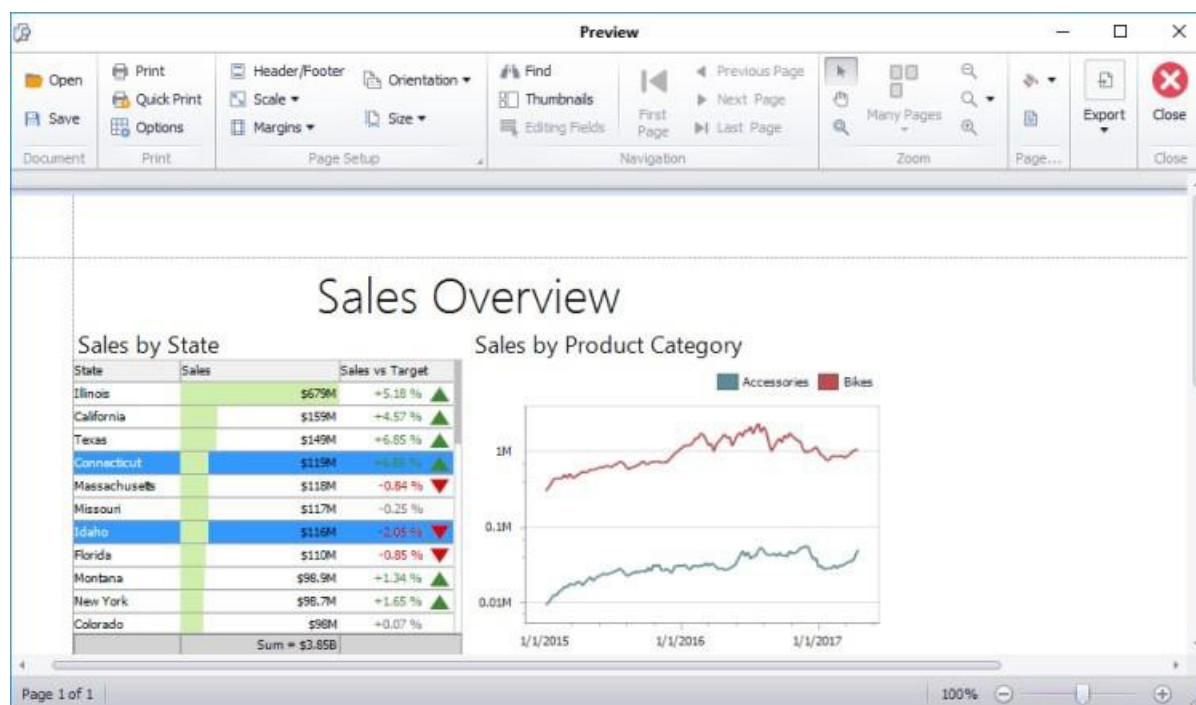 Preview
Open
Save
Document
Print
Quick Print
Options
Print
Header/Footer
Scale
Margins
Orientation
Size
Page Setup
Find
Thumbnails
Editing Fields
First
Page
Previous Page
Next Page
Last Page
Navigation
Many Pages
Zoom
Page...
Export
Close
Close
Sales Overview
Sales by State
State Sales Sales vs Target
Illinois $679M +5.18 %
California $159M +4.57 %
Texas $149M +6.85 %
Connecticut $119M
Massachusetts $118M -0.84 %
Missouri $117M -0.25 %
Idaho $116M -2.05 %
Florida $110M -0.85 %
Montana $98.9M +1.34 %
New York $98.7M +1.65 %
Colorado $98M +0.07 %
Sum = $3.85B
Sales by Product Category
Accessories Bikes
1M
0.1M
0.01M
1/1/2015 1/1/2016 1/1/2017
Page 1 of 1 100%